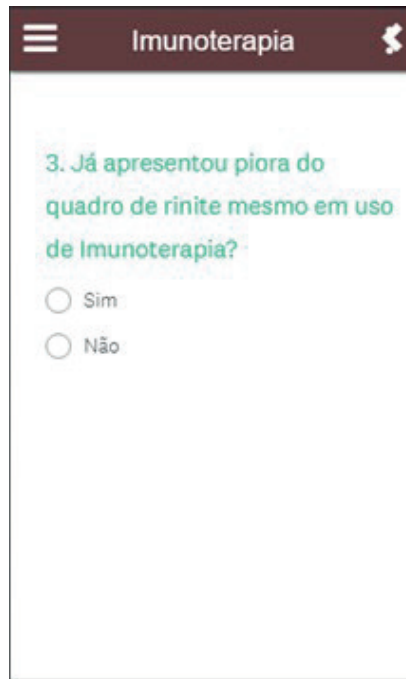 Imunoterapia
3. Já apresentou piora do
quadro de rinite mesmo em uso
de Imunoterapia?
Sim
Não